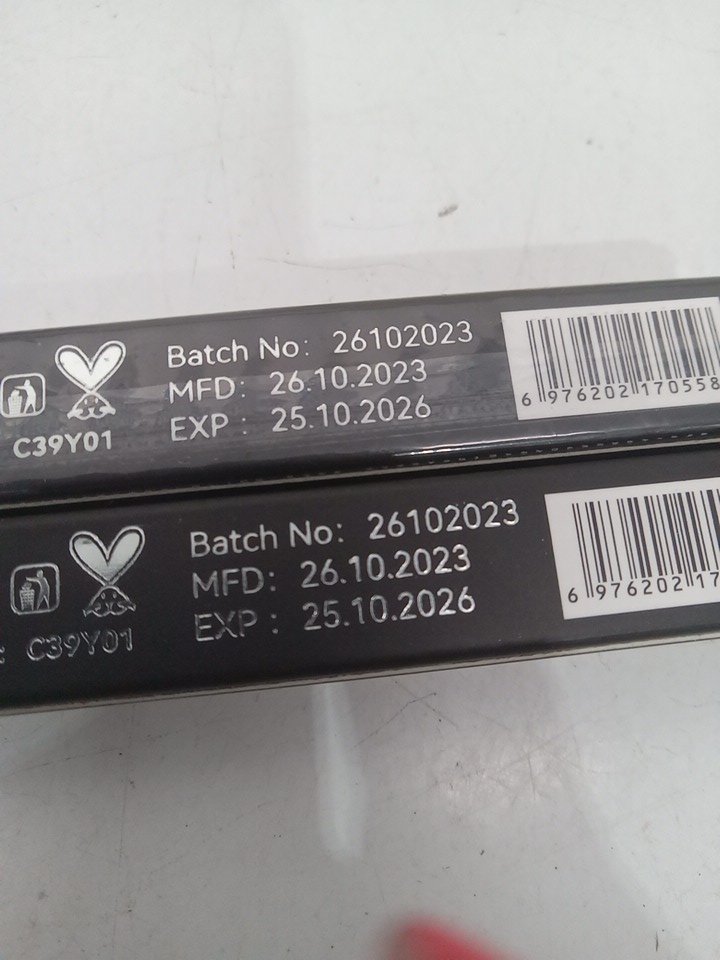 Batch No: 26102023
MFD: 26.10.2023
EXP : 25.10.2026
C39Y01
6 976202 170558
Batch No: 26102023
MFD: 26.10.2023
EXP : 25.10.2026
: C39Y01
6 976202 17